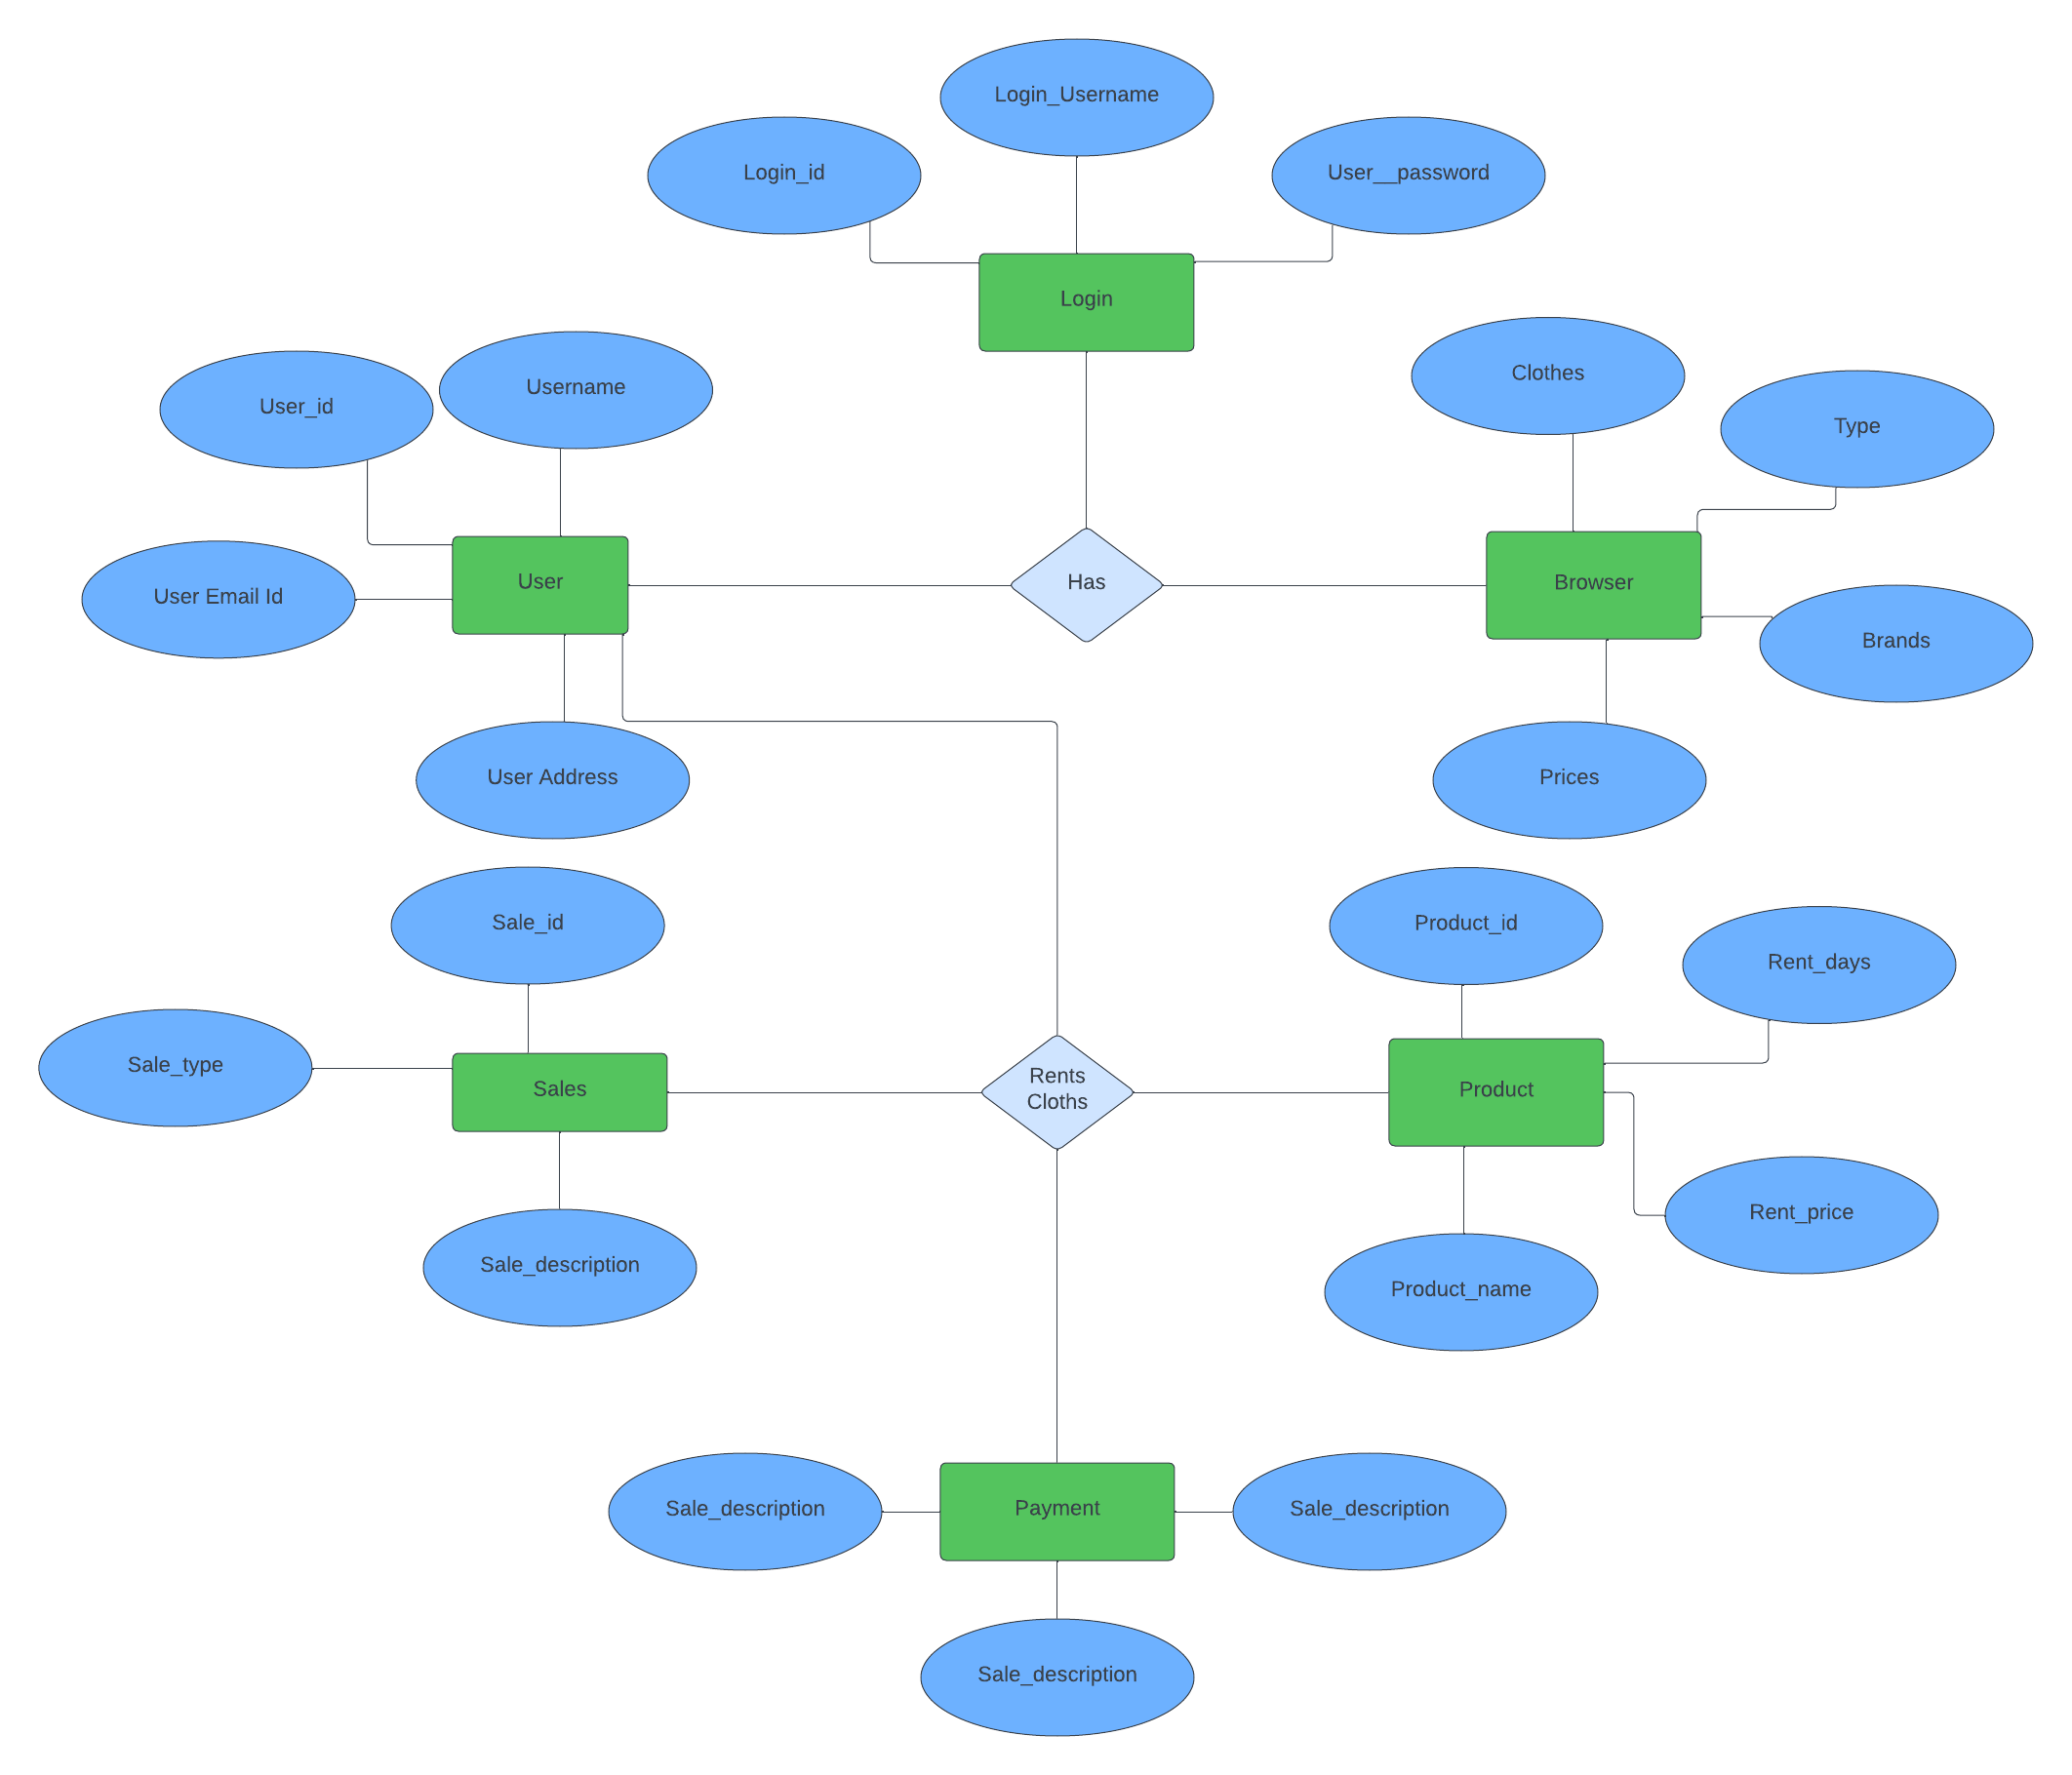 Login_Username
Login_id
User__password
Login
Clothes
Username
User_id
Type
User
Has
Browser
User Email Id
Brands
User Address
Prices
Sale_id
Product_id
Rent_days
Sale_type
Sales
Rents
Cloths
Product
Rent_price
Sale_description
Product_name
Sale_description
Payment
Sale_description
Sale_description